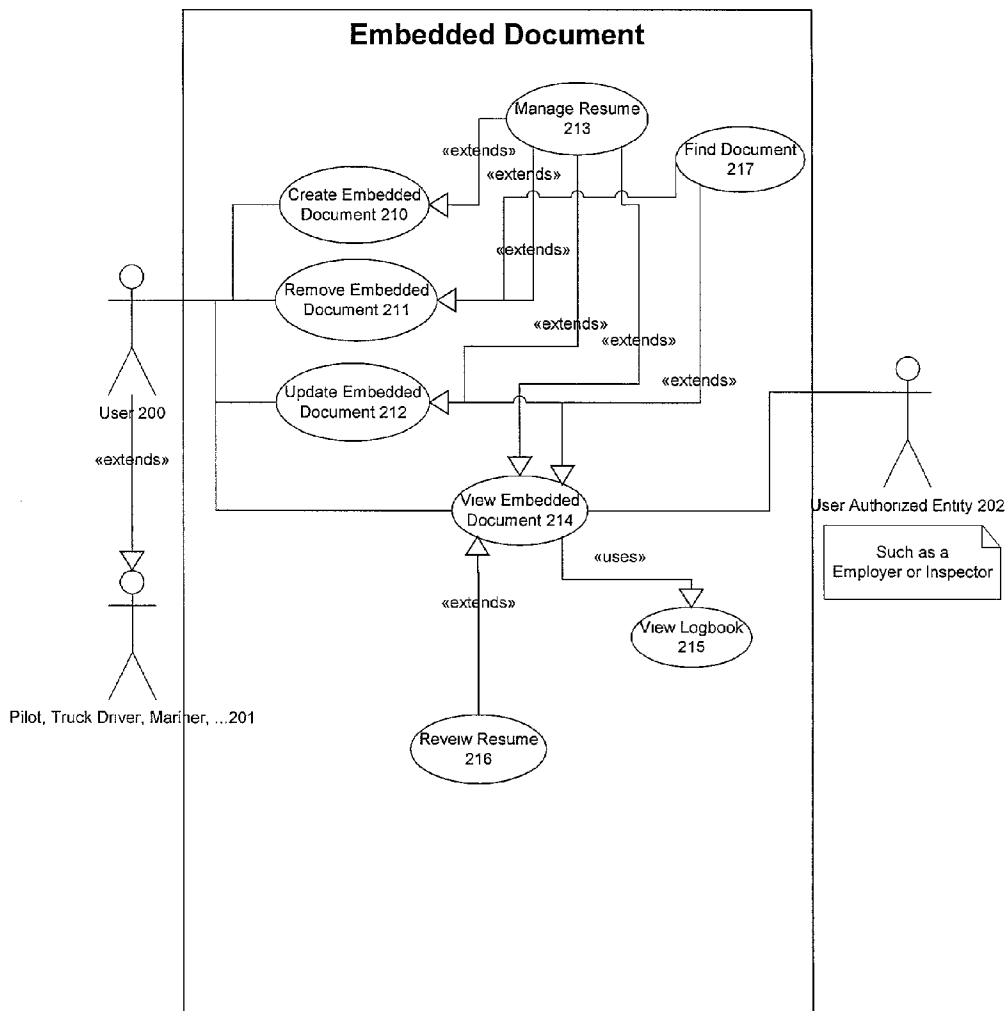 Embedded Document
Manage Resume
213
Find Document
217
«extends»
«extends»
Create Embedded
Document 210
«extends»
Remove Embedded
Document 211
«extends»
«extends»
Update Embedded
Document 212
«extends»
User 200
«extends»
View Embedded
Document 214
User Authorized Entity 202
Such as a
Employer or Inspector
«uses»
«extends»
View Logbook
215
Pilot, Truck Driver, Mariner, ...201
Reveiw Resume
216